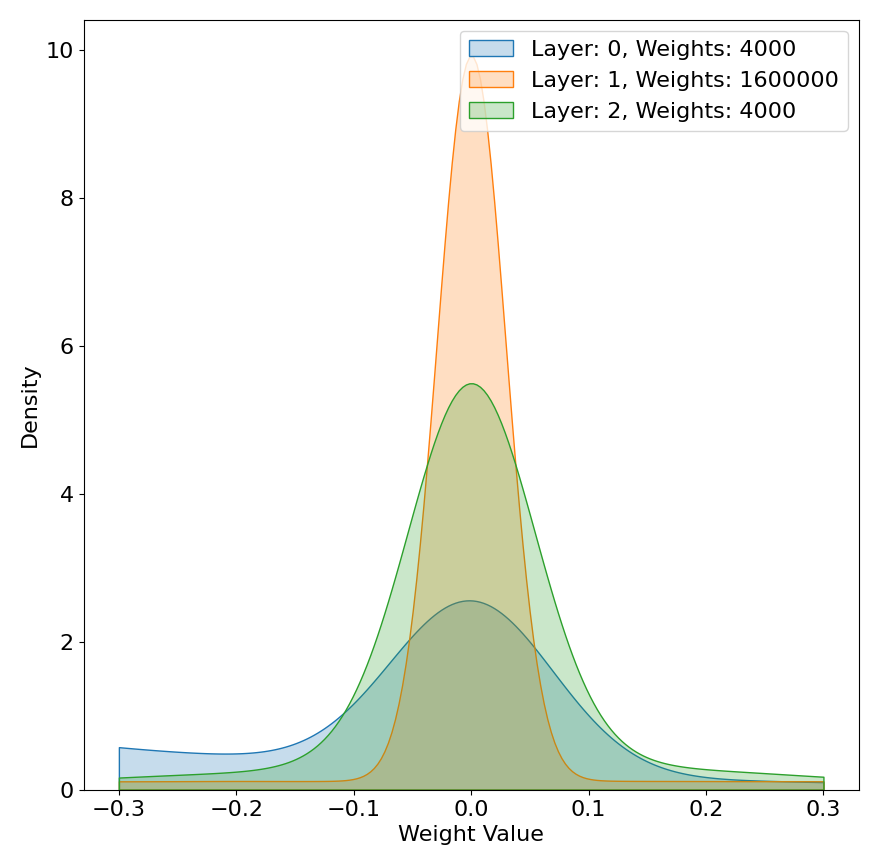 Layer: 0, Weights: 4000
Layer: 1, Weights: 1600000
Layer: 2, Weights: 4000
10
8
6
4
2
0
Density
−0.3
−0.2
−0.1
0.0
0.1
0.2
0.3
Weight Value